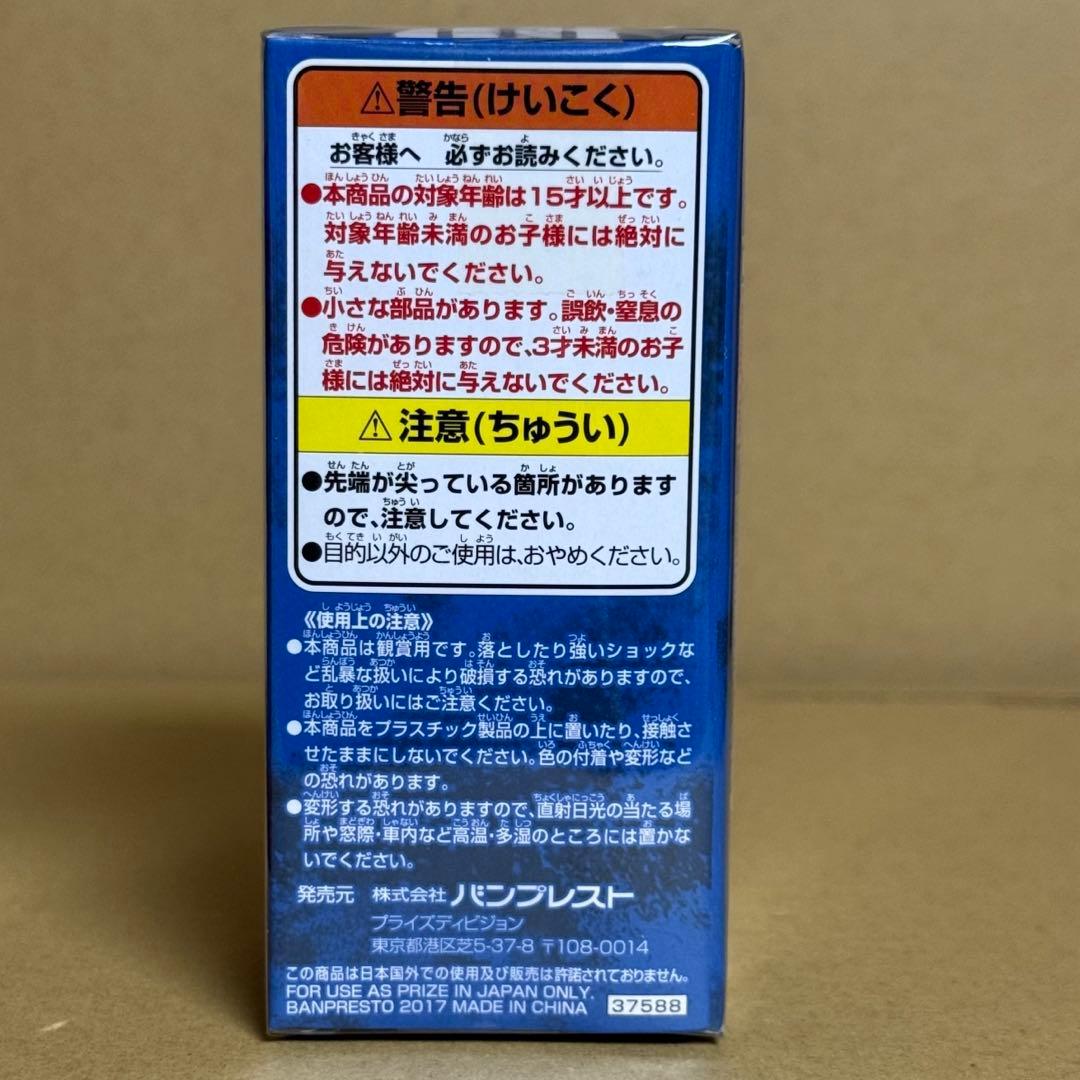 ⚠警告(けいこく)
お客様へ 必ずお読みください。
●本商品の対象年齢は15才以上です。
対象年齢未満のお子様には絶対に
与えないでください。
●小さな部品があります。誤飲・窒息の
危険がありますので、3才未満のお子
様には絶対に与えないでください。
⚠注意(ちゅうい)
●先端が尖っている箇所があります
ので、注意してください。
●目的以外のご使用は、おやめください。
《使用上の注意》
●本商品は観賞用です。落としたり強いショックな
ど乱暴な扱いにより破損する恐れがありますので、
お取り扱いにはご注意ください。
●本商品をプラスチック製品の上に置いたり、接触さ
せたままにしないでください。色の付着や変形など
の恐れがあります。
●変形する恐れがありますので、直射日光の当たる場
所や窓際・車内など高温・多湿のところには置かな
いでください。
発売元 株式会社 バンプレスト
プライズディビジョン
東京都港区芝5-37-8 〒108-0014
この商品は日本国外での使用及び販売は許諾されておりません。
FOR USE AS PRIZE IN JAPAN ONLY.
BANPRESTO 2017 MADE IN CHINA 37588